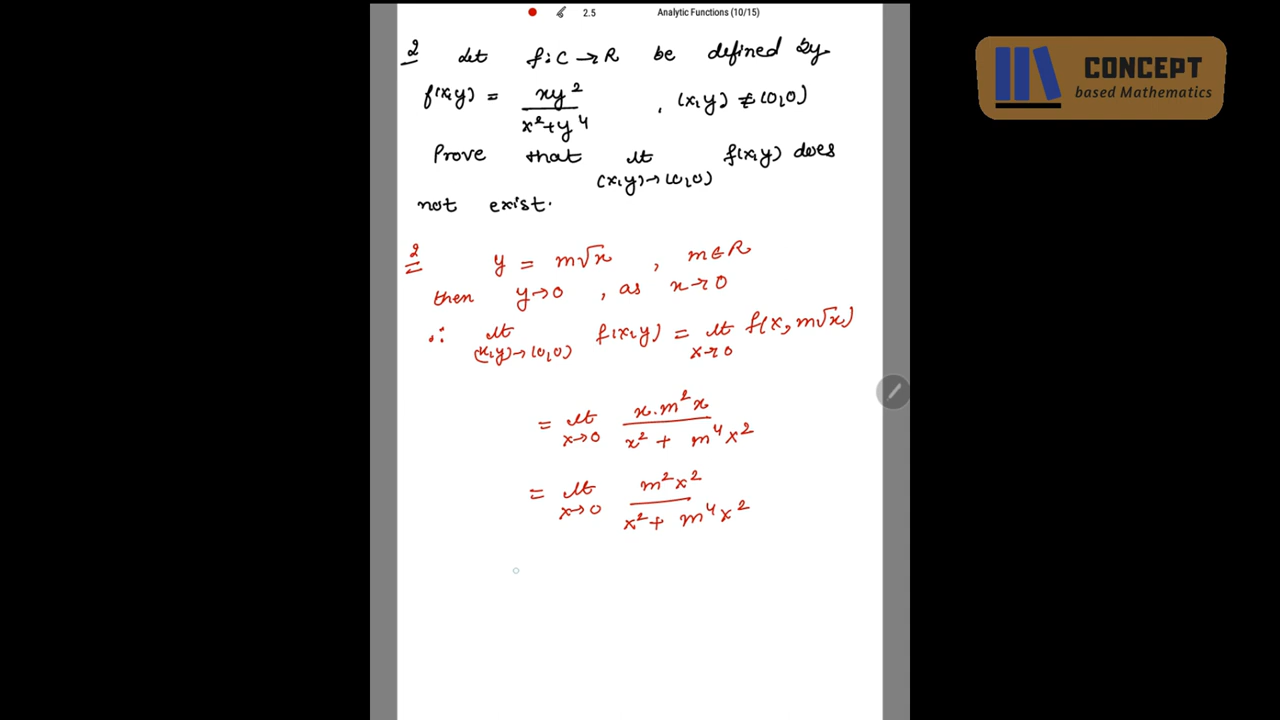 2.5 Analytic Functions (10/15)
CONCEPT
based Mathematics
2 Let f: C → R be defined by
f(x,y) = xy² / x²+y⁴ , (x,y) ≠ (0,0)
Prove that lt (x,y)→(0,0) f(x,y) does
not exist.
2 y = m√x , m∈R
then y→0 , as x→0
∴ lt (x,y)→(0,0) f(x,y) = lt x→0 f(x, m√x)
= lt x→0 x.m²x / x² + m⁴x²
= lt x→0 m²x² / x² + m⁴x²